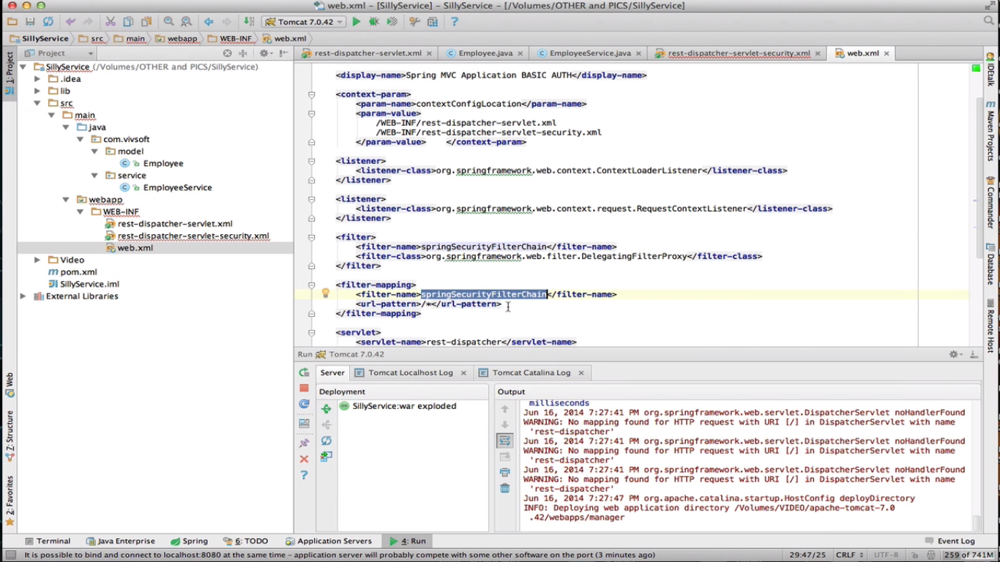 web.xml - [SillyService] - SillyService - [/Volumes/OTHER and PICS/SillyService]
Tomcat 7.0.42
SillyService src main webapp WEB-INF web.xml
1: Project
Project
SillyService (/Volumes/OTHER and PICS/SillyService)
.idea
lib
src
main
java
com.vivsoft
model
Employee
service
EmployeeService
webapp
WEB-INF
rest-dispatcher-servlet.xml
rest-dispatcher-servlet-security.xml
web.xml
Video
pom.xml
SillyService.iml
External Libraries
Web
7: Structure
2: Favorites
rest-dispatcher-servlet.xml Employee.java EmployeeService.java rest-dispatcher-servlet-security.xml web.xml
<display-name>Spring MVC Application BASIC AUTH</display-name>
<context-param>
<param-name>contextConfigLocation</param-name>
<param-value>
/WEB-INF/rest-dispatcher-servlet.xml
/WEB-INF/rest-dispatcher-servlet-security.xml
</param-value> </context-param>
<listener>
<listener-class>org.springframework.web.context.ContextLoaderListener</listener-class>
</listener>
<listener>
<listener-class>org.springframework.web.context.request.RequestContextListener</listener-class>
</listener>
<filter>
<filter-name>springSecurityFilterChain</filter-name>
<filter-class>org.springframework.web.filter.DelegatingFilterProxy</filter-class>
</filter>
<filter-mapping>
<filter-name>springSecurityFilterChain</filter-name>
<url-pattern>/*</url-pattern>
</filter-mapping>
<servlet>
<servlet-name>rest-dispatcher</servlet-name>
IDEtalk
Maven Projects
Commander
Database
Remote Host
Run Tomcat 7.0.42
Server Tomcat Localhost Log Tomcat Catalina Log
Deployment
SillyService:war exploded
Output
milliseconds
Jun 16, 2014 7:27:41 PM org.springframework.web.servlet.DispatcherServlet noHandlerFound
WARNING: No mapping found for HTTP request with URI [/] in DispatcherServlet with name
'rest-dispatcher'
Jun 16, 2014 7:27:41 PM org.springframework.web.servlet.DispatcherServlet noHandlerFound
WARNING: No mapping found for HTTP request with URI [/] in DispatcherServlet with name
'rest-dispatcher'
Jun 16, 2014 7:27:41 PM org.springframework.web.servlet.DispatcherServlet noHandlerFound
WARNING: No mapping found for HTTP request with URI [/] in DispatcherServlet with name
'rest-dispatcher'
Jun 16, 2014 7:27:47 PM org.apache.catalina.startup.HostConfig deployDirectory
INFO: Deploying web application directory /Volumes/VIDEO/apache-tomcat-7.0
.42/webapps/manager
Terminal Java Enterprise Spring 6: TODO Application Servers 4: Run Event Log
It is possible to bind and connect to localhost:8080 at the same time - application server will probably compete with some other software on the port (3 minutes ago) 29:47/25 CRLF UTF-8 259 of 741M